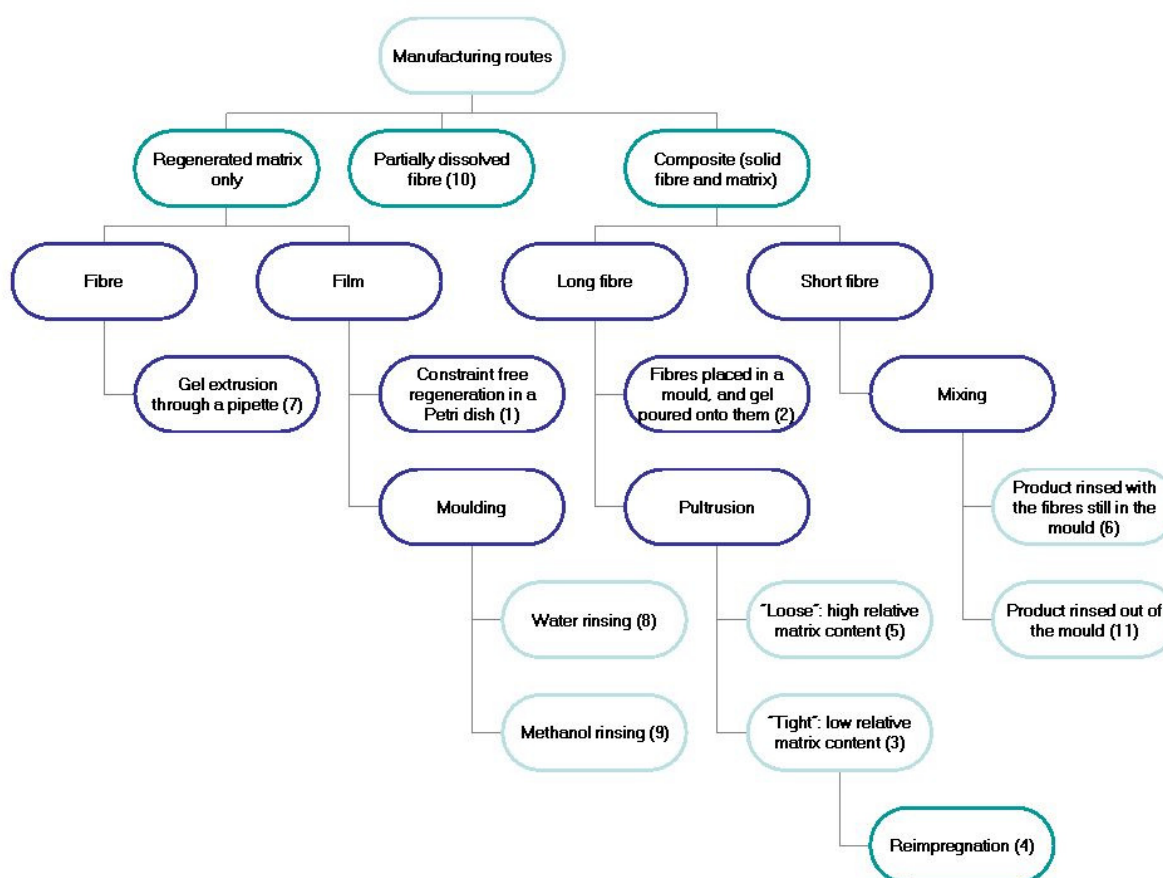 Manufacturing routes
Regenerated matrix
only
Partially dissolved
fibre (10)
Composite (solid
fibre and matrix)
Fibre
Film
Long fibre
Short fibre
Gel extrusion
through a pipette (7)
Constraint free
regeneration in a
Petri dish (1)
Fibres placed in a
mould, and gel
poured onto them (2)
Mixing
Moulding
Pultrusion
Product rinsed with
the fibres still in the
mould (6)
Water rinsing (8)
"Loose": high relative
matrix content (5)
Product rinsed out of
the mould (11)
Methanol rinsing (9)
"Tight": low relative
matrix content (3)
Reimpregnation (4)